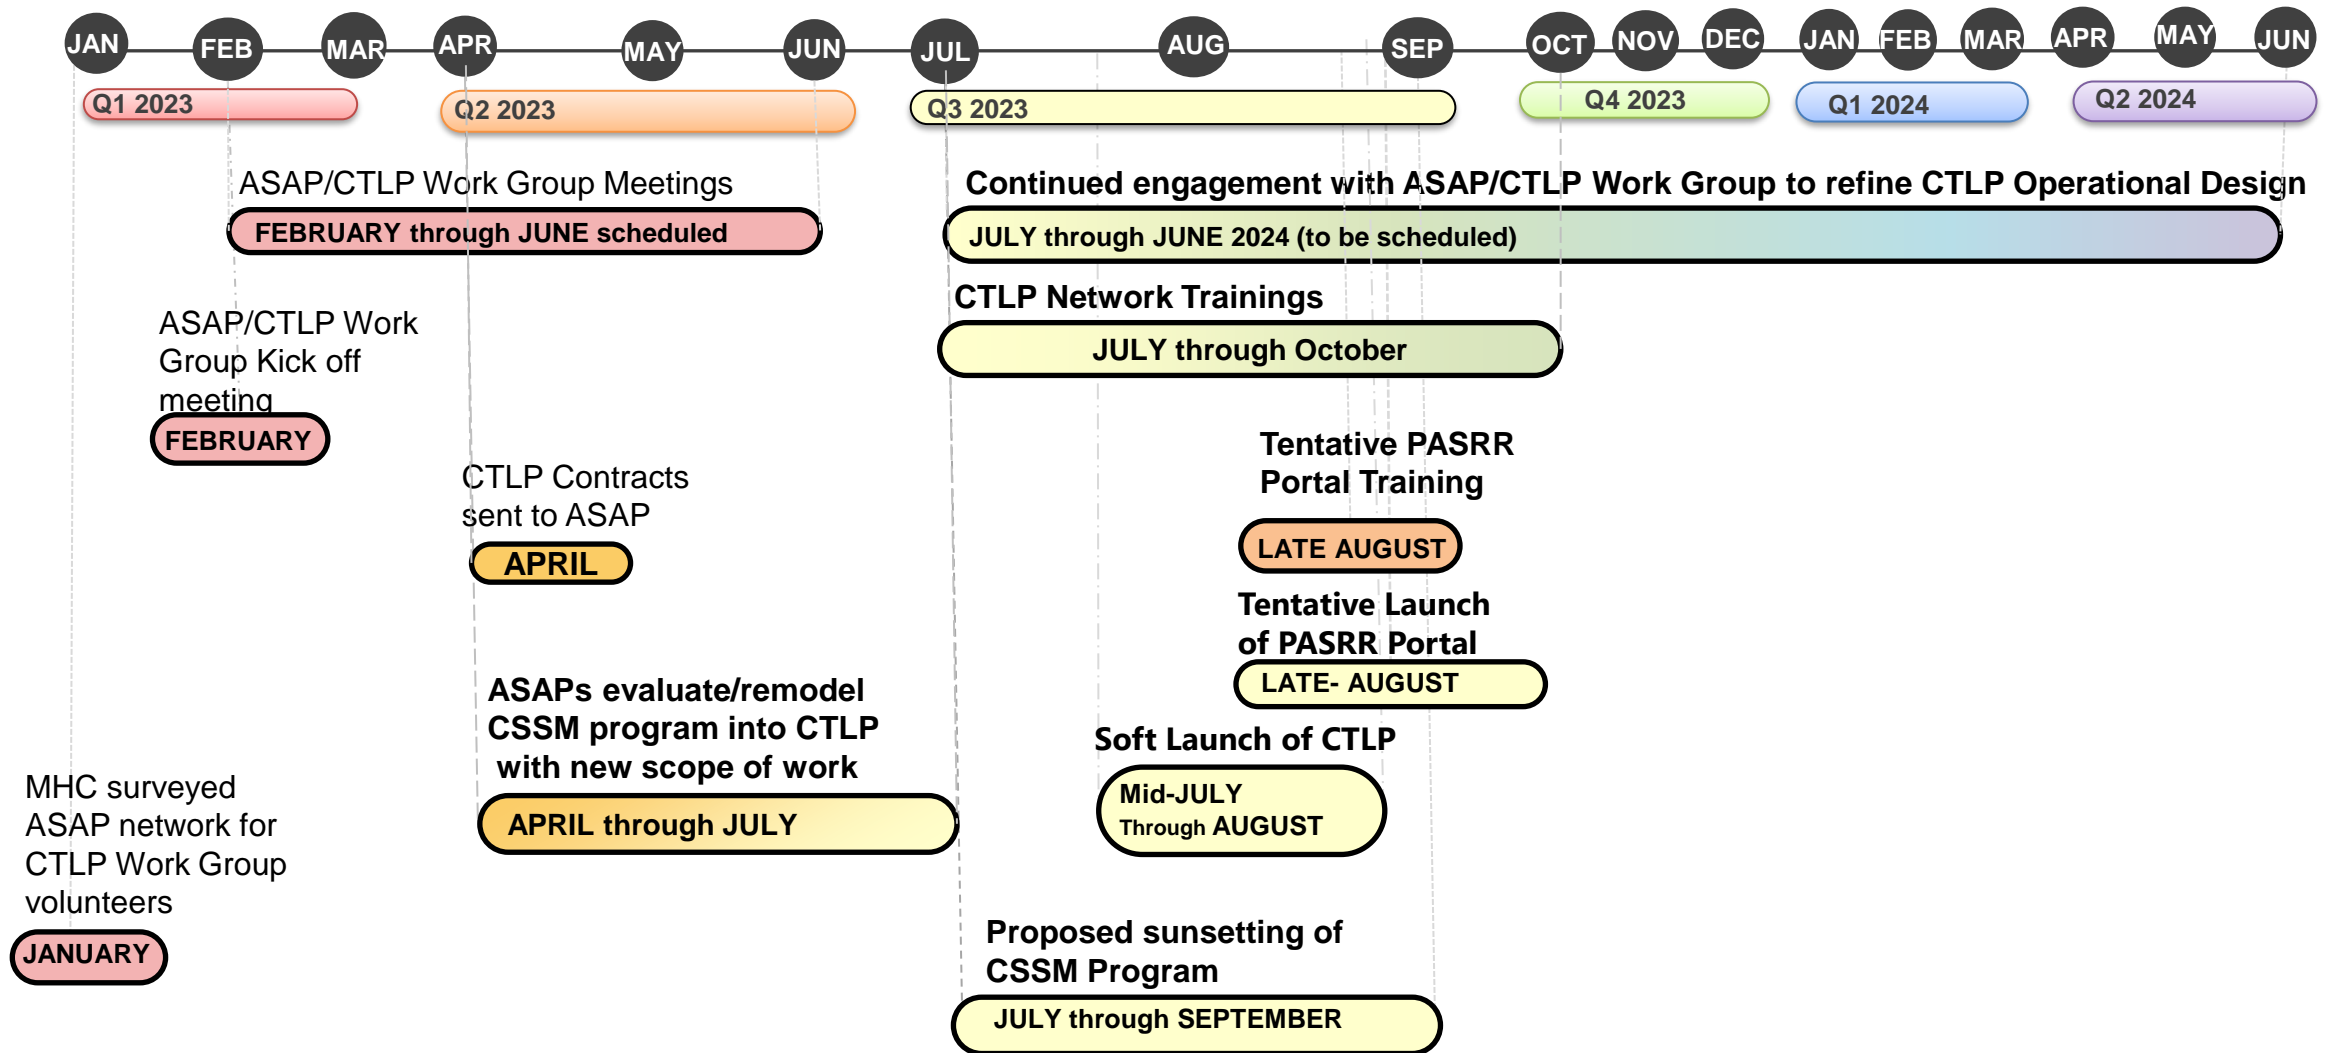 JAN FEB MAR APR MAY JUN JUL AUG SEP OCT NOV DEC JAN FEB MAR APR MAY JUN
Q1 2023 Q2 2023 Q3 2023 Q4 2023 Q1 2024 Q2 2024
ASAP/CTLP Work Group Meetings
FEBRUARY through JUNE scheduled
Continued engagement with ASAP/CTLP Work Group to refine CTLP Operational Design
JULY through JUNE 2024 (to be scheduled)
CTLP Network Trainings
JULY through October
ASAP/CTLP Work
Group Kick off
meeting
FEBRUARY
CTLP Contracts
sent to ASAP
APRIL
Tentative PASRR
Portal Training
LATE AUGUST
Tentative Launch
of PASRR Portal
LATE- AUGUST
ASAPs evaluate/remodel
CSSM program into CTLP
with new scope of work
APRIL through JULY
Soft Launch of CTLP
Mid-JULY
Through AUGUST
MHC surveyed
ASAP network for
CTLP Work Group
volunteers
JANUARY
Proposed sunsetting of
CSSM Program
JULY through SEPTEMBER